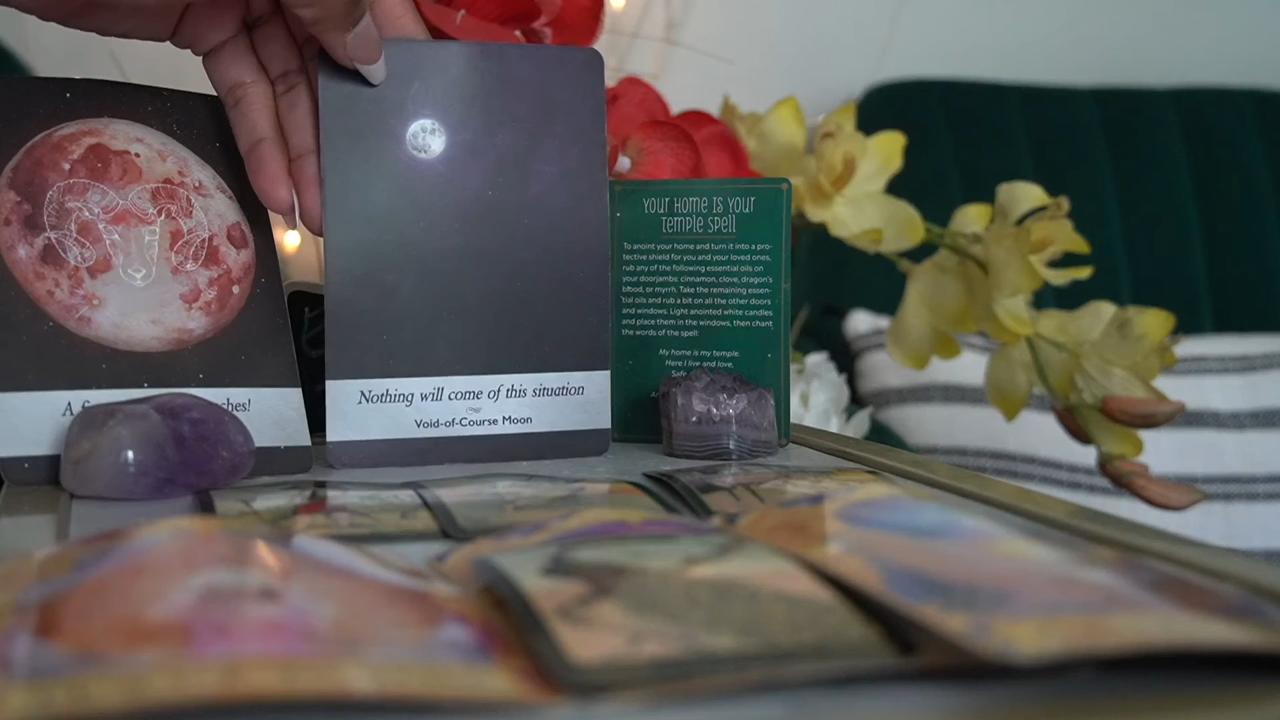 A
ches!
Nothing will come of this situation
Void-of-Course Moon
YOUR HOME IS YOUR
TEMPLE SPELL
To anoint your home and turn it into a pro-
tective shield for you and your loved ones,
rub any of the following essential oils on
your doorjambs: cinnamon, clove, dragon's
blood, or myrrh. Take the remaining essen-
tial oils and rub a bit on all the other doors
and windows. Light anointed white candles
and place them in the windows, then chant
the words of the spell:
My home is my temple.
Here I live and love,